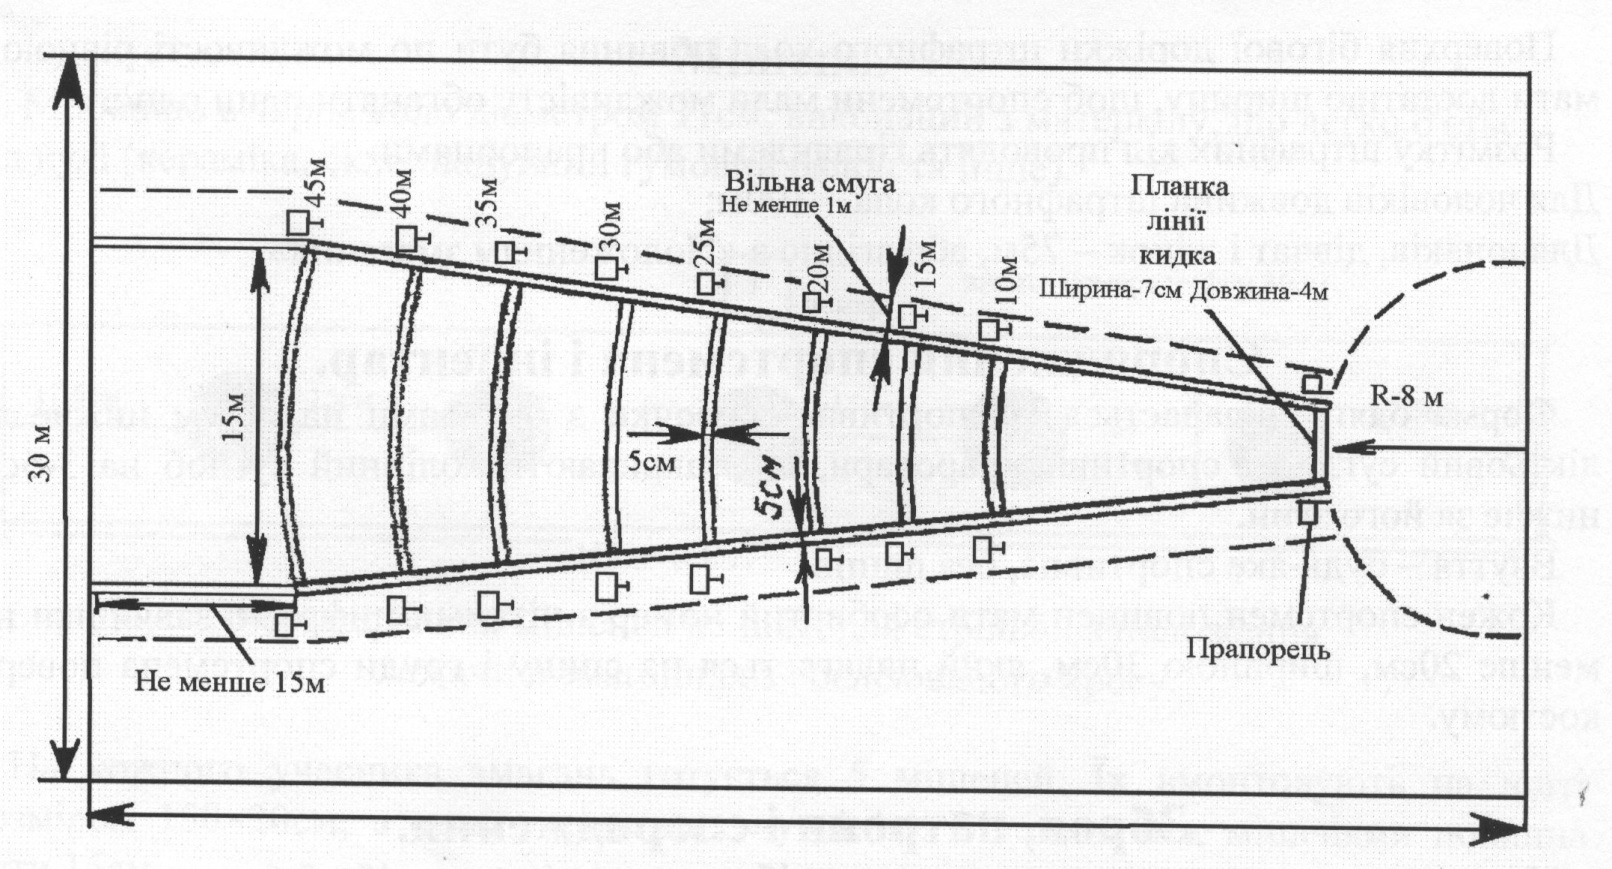 45м
40м
35м
30м
25м
20м
15м
10м
Вільна смуга
Не менше 1м
Планка
лінії
кидка
Ширина-7см Довжина-4м
R-8 м
30 м
15м
5см
5см
Не менше 15м
Прапорець